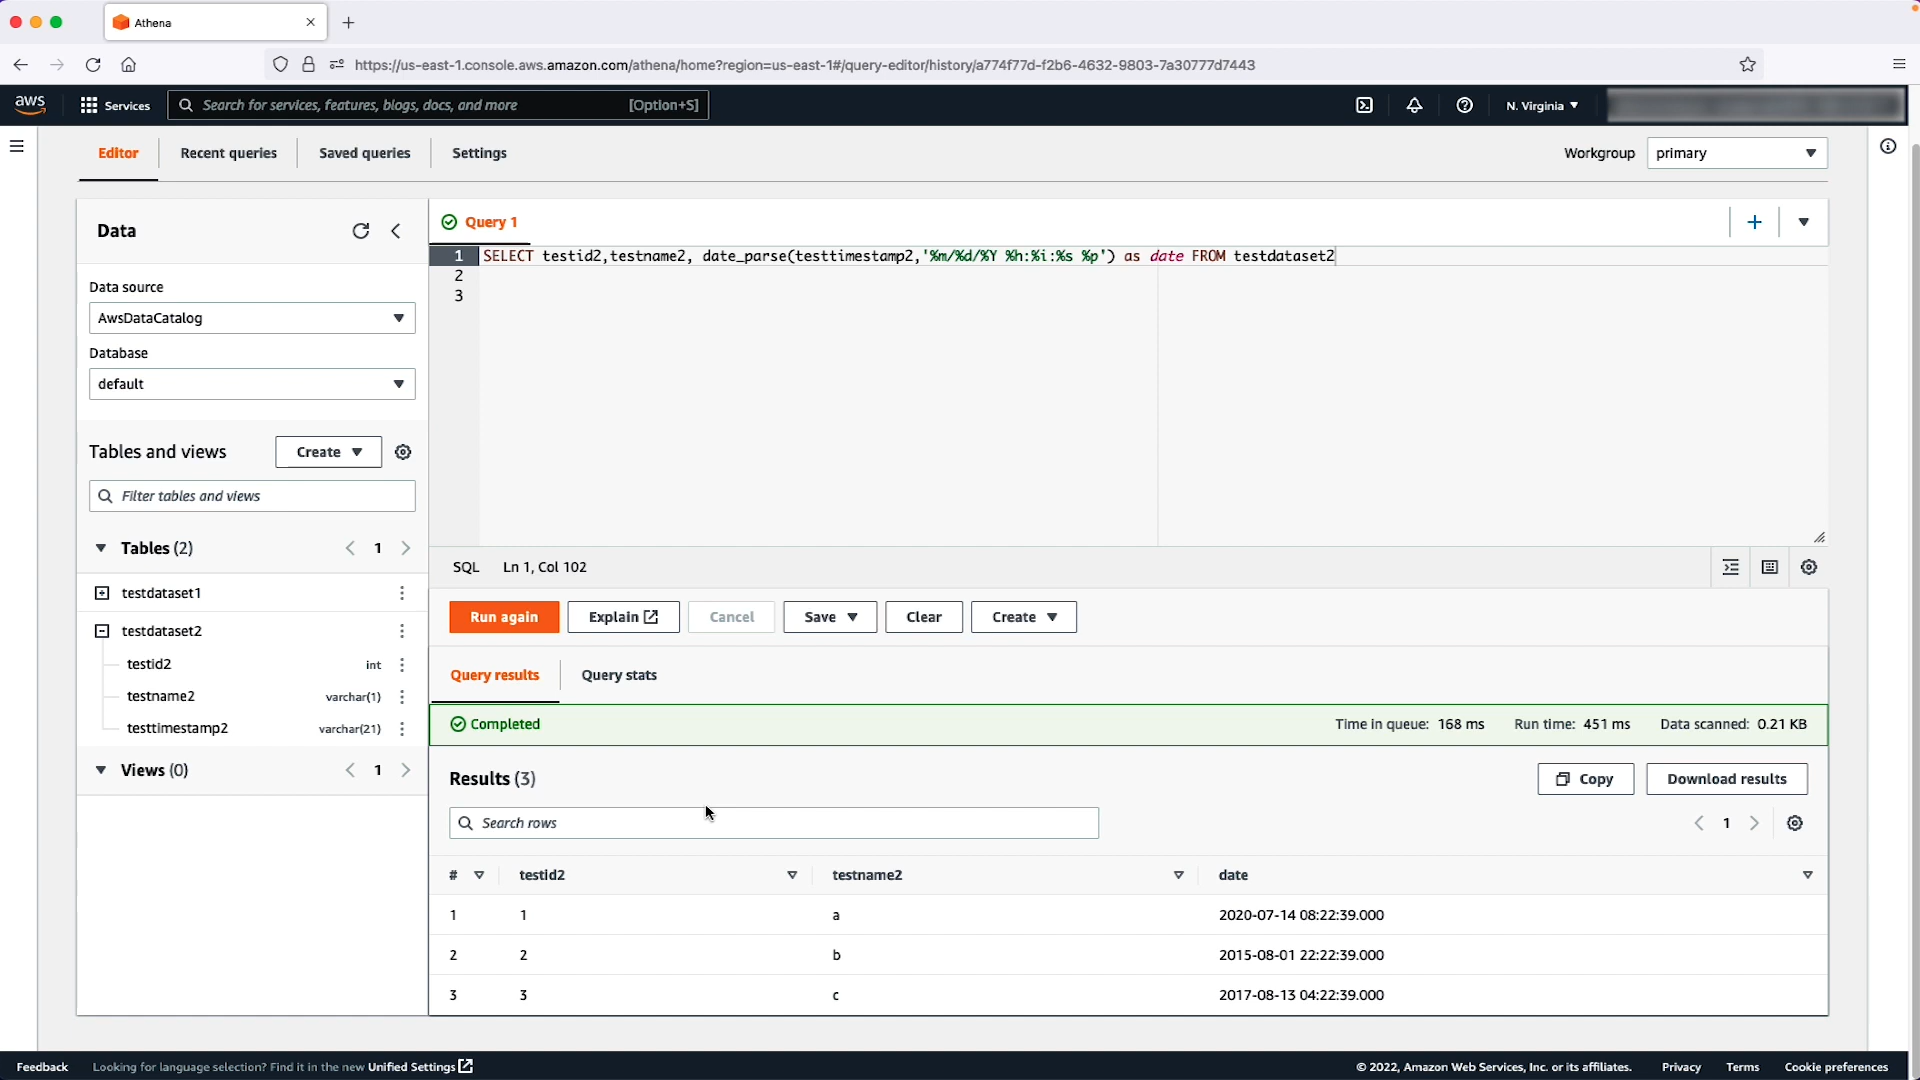 Athena
https://us-east-1.console.aws.amazon.com/athena/home?region=us-east-1#/query-editor/history/a774f77d-f2b6-4632-9803-7a30777d7443
aws Services Search for services, features, blogs, docs, and more [Option+S] N. Virginia
Editor Recent queries Saved queries Settings Workgroup primary
Data
Query 1
1 SELECT testid2,testname2, date_parse(testtimestamp2,'%m/%d/%Y %h:%i:%s %p') as date FROM testdataset2
2
3
Data source
AwsDataCatalog
Database
default
Tables and views Create
Filter tables and views
Tables (2) 1
testdataset1
testdataset2
testid2 int
testname2 varchar(1)
testtimestamp2 varchar(21)
Views (0) 1
SQL Ln 1, Col 102
Run again Explain Cancel Save Clear Create
Query results Query stats
Completed Time in queue: 168 ms Run time: 451 ms Data scanned: 0.21 KB
Results (3) Copy Download results
Search rows 1
# testid2 testname2 date
1 1 a 2020-07-14 08:22:39.000
2 2 b 2015-08-01 22:22:39.000
3 3 c 2017-08-13 04:22:39.000
Feedback Looking for language selection? Find it in the new Unified Settings © 2022, Amazon Web Services, Inc. or its affiliates. Privacy Terms Cookie preferences